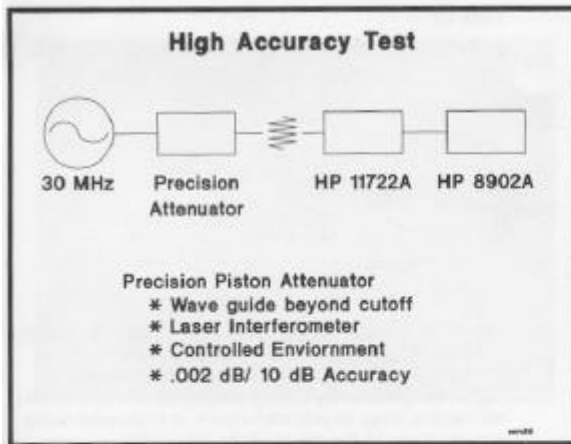 High Accuracy Test
30 MHz
Precision
Attenuator
HP 11722A
HP 8902A
Precision Piston Attenuator
* Wave guide beyond cutoff
* Laser Interferometer
* Controlled Enviornment
* .002 dB/ 10 dB Accuracy